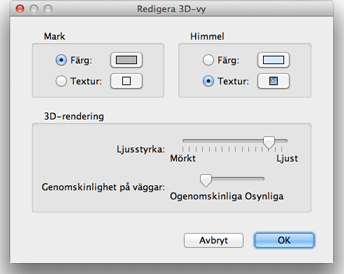 Redigera 3D-vy
Mark
Himmel
Färg:
Färg:
Textur:
Textur:
3D-rendering
Ljusstyrka:
Mörkt Ljust
Genomskinlighet på väggar:
Ogenomskinliga Osynliga
Avbryt OK